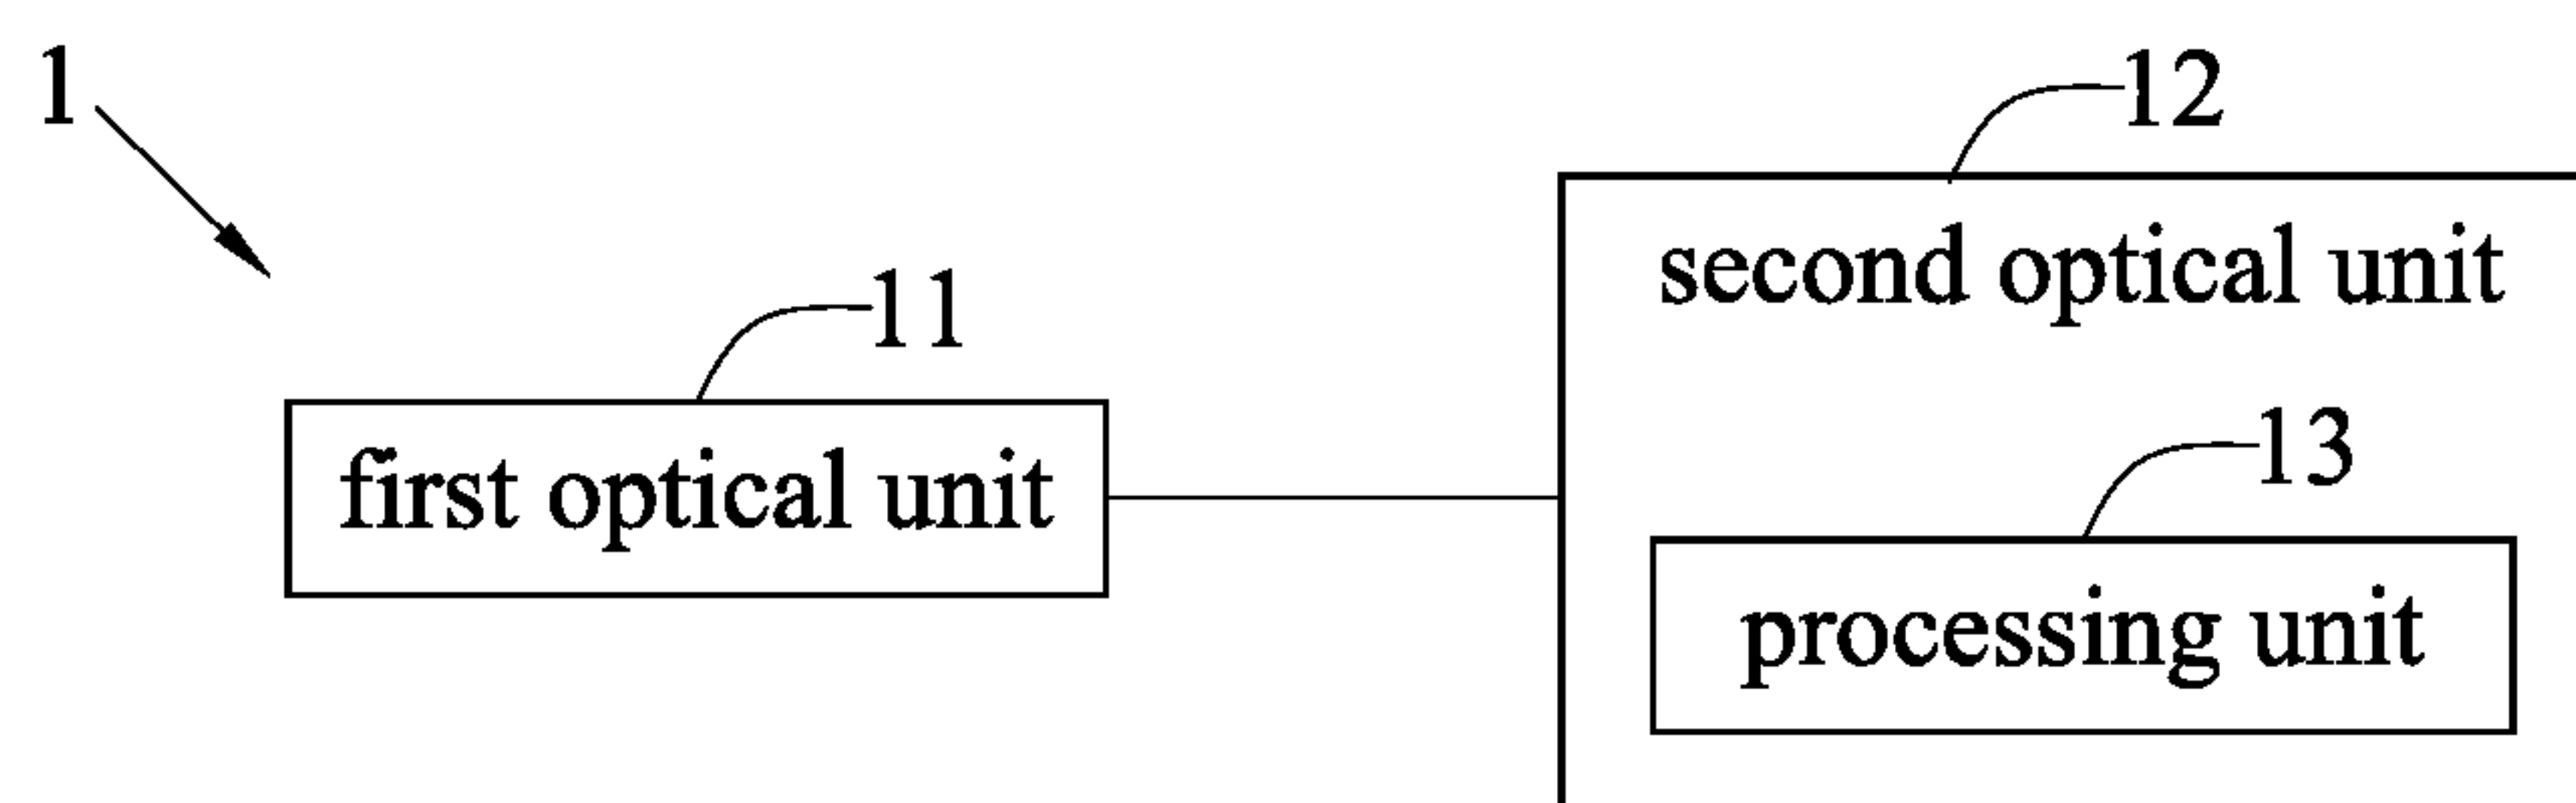 1
12
second optical unit
11
first optical unit
13
processing unit